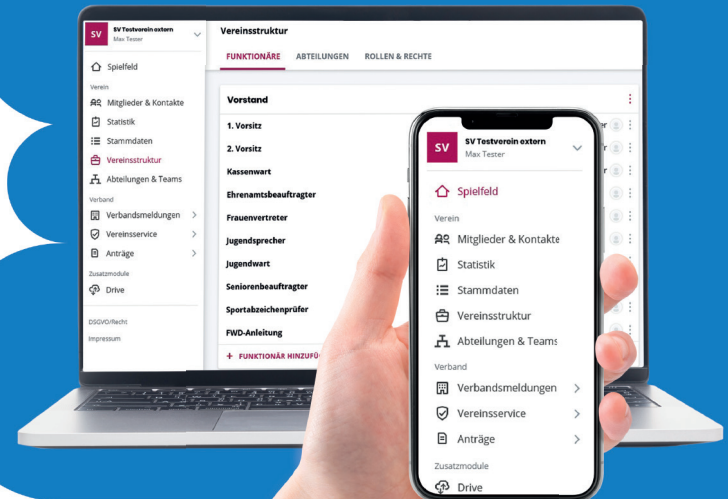 SV
SV Testverein extern
Max Tester
Spielfeld
Verein
Mitglieder & Kontakte
Statistik
Stammdaten
Vereinsstruktur
Abteilungen & Teams
Verband
Verbandsmeldungen
Vereinsservice
Anträge
Zusatzmodule
Drive
DSGVO/Recht
Impressum
Vereinsstruktur
FUNKTIONÄRE ABTEILUNGEN ROLLEN & RECHTE
Vorstand
1. Vorsitz
2. Vorsitz
Kassenwart
Ehrenamtsbeauftragter
Frauenvertreter
Jugendsprecher
Jugendwart
Seniorenbeauftragter
Sportabzeichenprüfer
FWD-Anleitung
+ FUNKTIONÄR
SV
SV Testverein extern
Max Tester
Spielfeld
Verein
Mitglieder & Kontakte
Statistik
Stammdaten
Vereinsstruktur
Abteilungen & Teams
Verband
Verbandsmeldungen
Vereinsservice
Anträge
Zusatzmodule
Drive